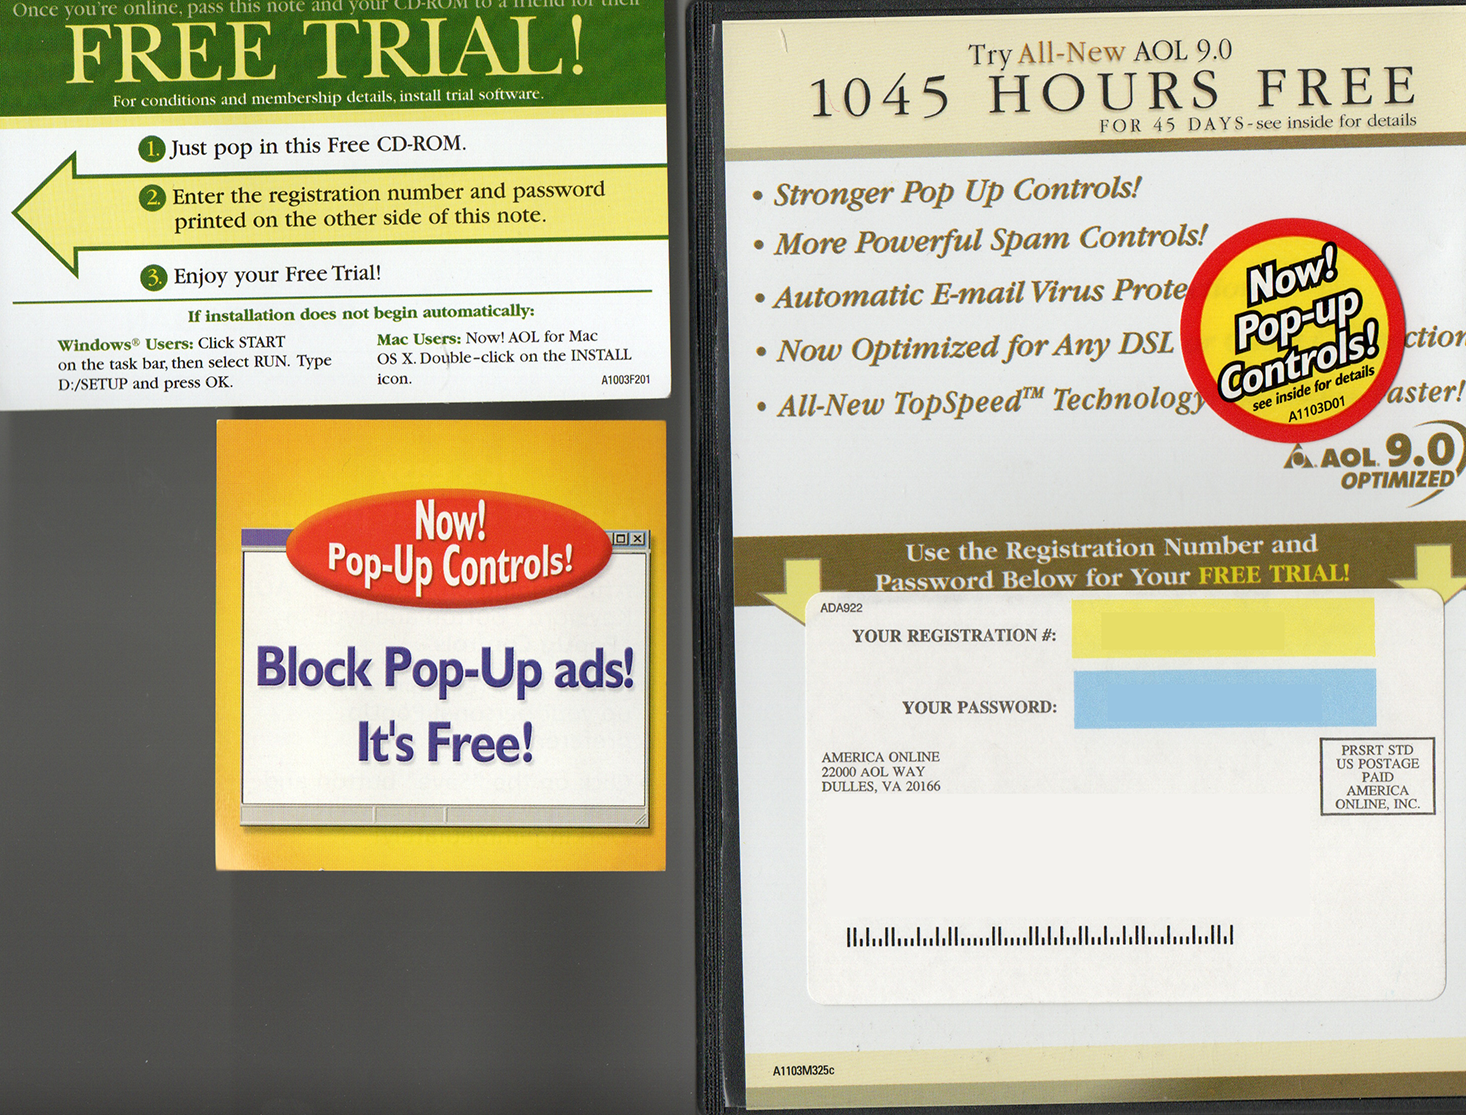 Once you're online, pass this note and your CD-ROM to a friend for their
FREE TRIAL!
For conditions and membership details, install trial software.
1. Just pop in this Free CD-ROM.
2. Enter the registration number and password
printed on the other side of this note.
3. Enjoy your Free Trial!
If installation does not begin automatically:
Windows® Users: Click START
on the task bar, then select RUN. Type
D:/SETUP and press OK.
Mac Users: Now! AOL for Mac
OS X. Double-click on the INSTALL
icon.
A1003F201
Now!
Pop-Up Controls!
Block Pop-Up ads!
It's Free!
Try All-New AOL 9.0
1045 HOURS FREE
FOR 45 DAYS-see inside for details
• Stronger Pop Up Controls!
• More Powerful Spam Controls!
• Automatic E-mail Virus Prote
• Now Optimized for Any DSL ction
• All-New TopSpeed™ Technology aster!
Now!
Pop-up
Controls!
see inside for details
A1103D01
AOL 9.0
OPTIMIZED
Use the Registration Number and
Password Below for Your FREE TRIAL!
ADA922
YOUR REGISTRATION #:
YOUR PASSWORD:
AMERICA ONLINE
22000 AOL WAY
DULLES, VA 20166
PRSRT STD
US POSTAGE
PAID
AMERICA
ONLINE, INC.
A1103M325c